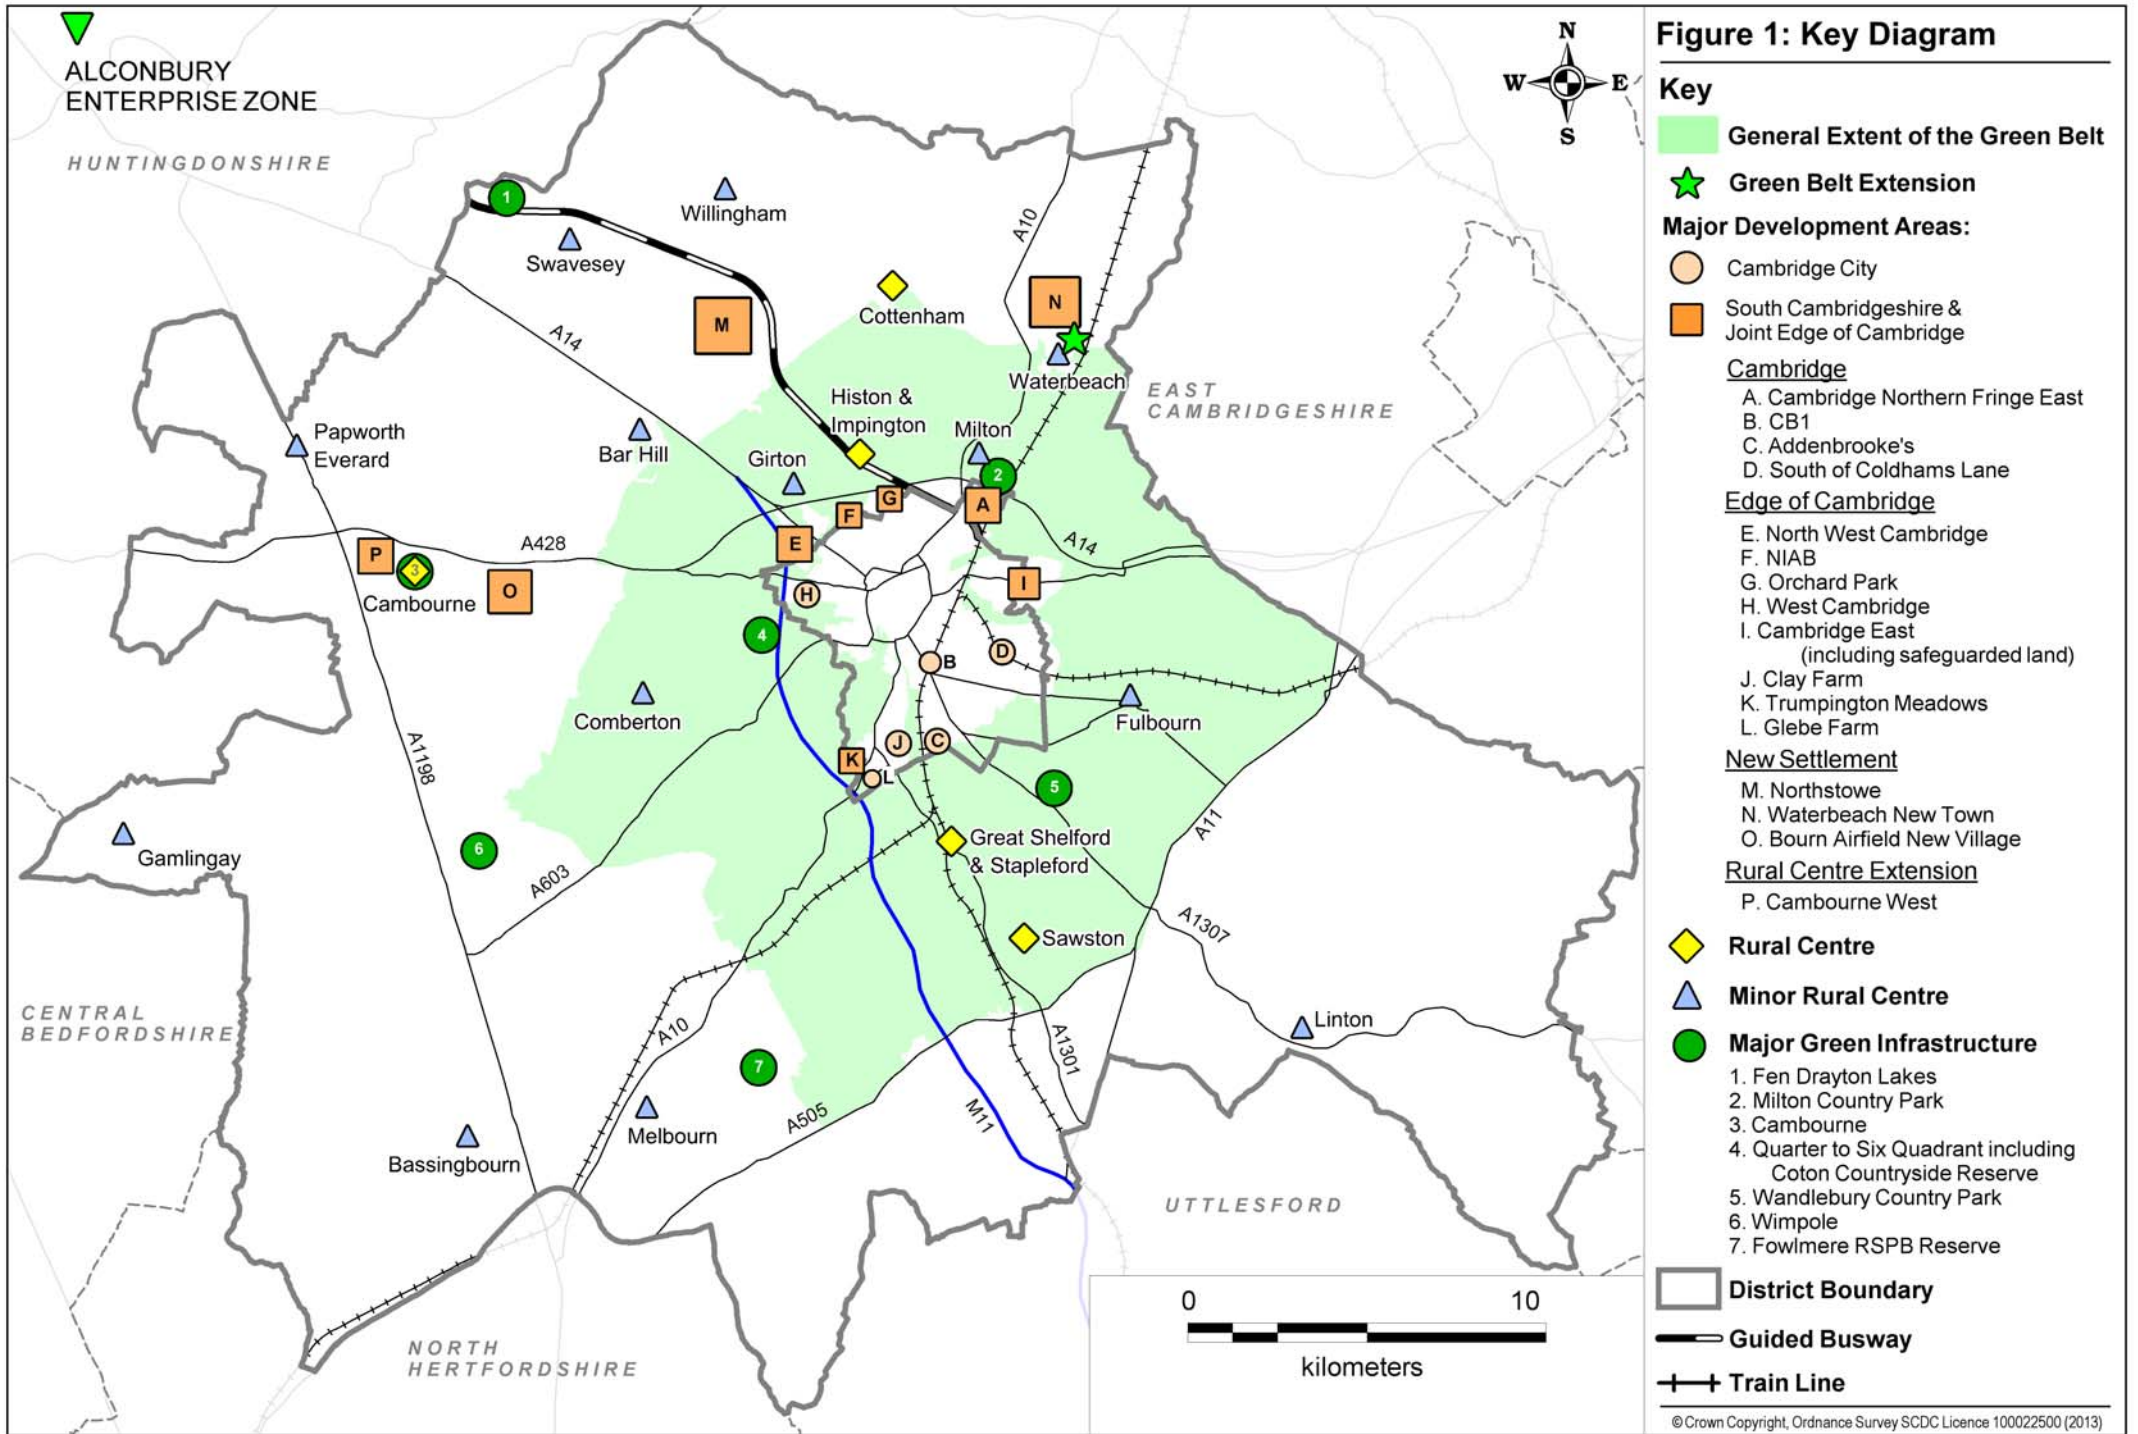 ALCONBURY
ENTERPRISE ZONE
HUNTINGDONSHIRE
N
W
E
S
1
Willingham
Swavesey
A10
M
Cottenham
N
A14
Waterbeach
EAST
CAMBRIDGESHIRE
Histon &
Impington
Papworth
Everard
Bar Hill
Girton
Milton
2
G
A
F
E
A14
A428
P
3
Cambourne
O
I
H
4
B
D
Comberton
Fulbourn
A1198
J
C
K
L
5
Gamlingay
6
A603
Great Shelford
& Stapleford
A11
A1307
Sawston
CENTRAL
BEDFORDSHIRE
A10
Linton
A1301
7
A505
M11
Melbourn
Bassingbourn
UTTLESFORD
NORTH
HERTFORDSHIRE
0
10
kilometers
Figure 1: Key Diagram
Key
General Extent of the Green Belt
Green Belt Extension
Major Development Areas:
Cambridge City
South Cambridgeshire &
Joint Edge of Cambridge
Cambridge
A. Cambridge Northern Fringe East
B. CB1
C. Addenbrooke's
D. South of Coldhams Lane
Edge of Cambridge
E. North West Cambridge
F. NIAB
G. Orchard Park
H. West Cambridge
I. Cambridge East
(including safeguarded land)
J. Clay Farm
K. Trumpington Meadows
L. Glebe Farm
New Settlement
M. Northstowe
N. Waterbeach New Town
O. Bourn Airfield New Village
Rural Centre Extension
P. Cambourne West
Rural Centre
Minor Rural Centre
Major Green Infrastructure
1. Fen Drayton Lakes
2. Milton Country Park
3. Cambourne
4. Quarter to Six Quadrant including
Coton Countryside Reserve
5. Wandlebury Country Park
6. Wimpole
7. Fowlmere RSPB Reserve
District Boundary
Guided Busway
Train Line
© Crown Copyright, Ordnance Survey SCDC Licence 100022500 (2013)